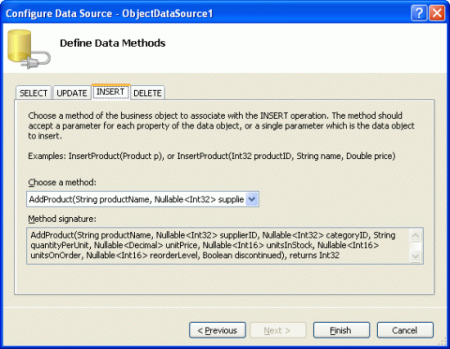 Configure Data Source - ObjectDataSource1
Define Data Methods
SELECT UPDATE INSERT DELETE
Choose a method of the business object to associate with the INSERT operation. The method should
accept a parameter for each property of the data object, or a single parameter which is the data object
to insert.
Examples: InsertProduct(Product p), or InsertProduct(Int32 productID, String name, Double price)
Choose a method:
AddProduct(String productName, Nullable<Int32> supplie
Method signature:
AddProduct(String productName, Nullable<Int32> supplierID, Nullable<Int32> categoryID, String
quantityPerUnit, Nullable<Decimal> unitPrice, Nullable<Int16> unitsInStock, Nullable<Int16>
unitsOnOrder, Nullable<Int16> reorderLevel, Boolean discontinued), returns Int32
< Previous Next > Finish Cancel